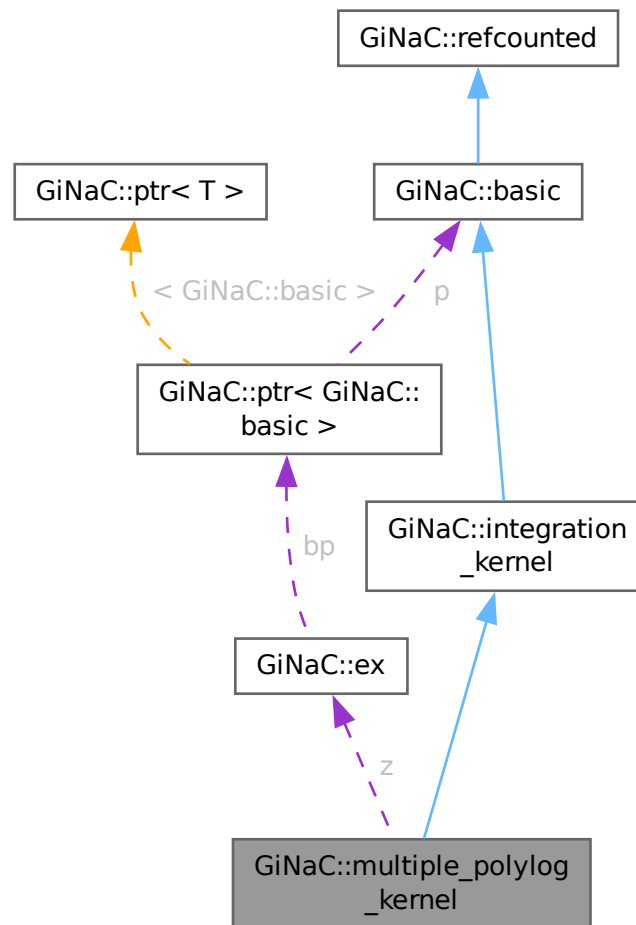 GiNaC::refcounted
GiNaC::ptr< T >
GiNaC::basic
< GiNaC::basic >
p
GiNaC::ptr< GiNaC::
basic >
bp
GiNaC::integration
_kernel
GiNaC::ex
z
GiNaC::multiple_polylog
_kernel